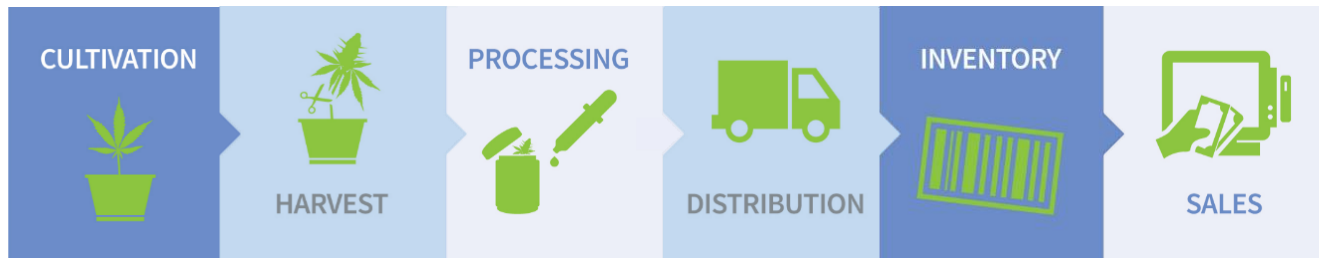 CULTIVATION
HARVEST
PROCESSING
DISTRIBUTION
INVENTORY
SALES